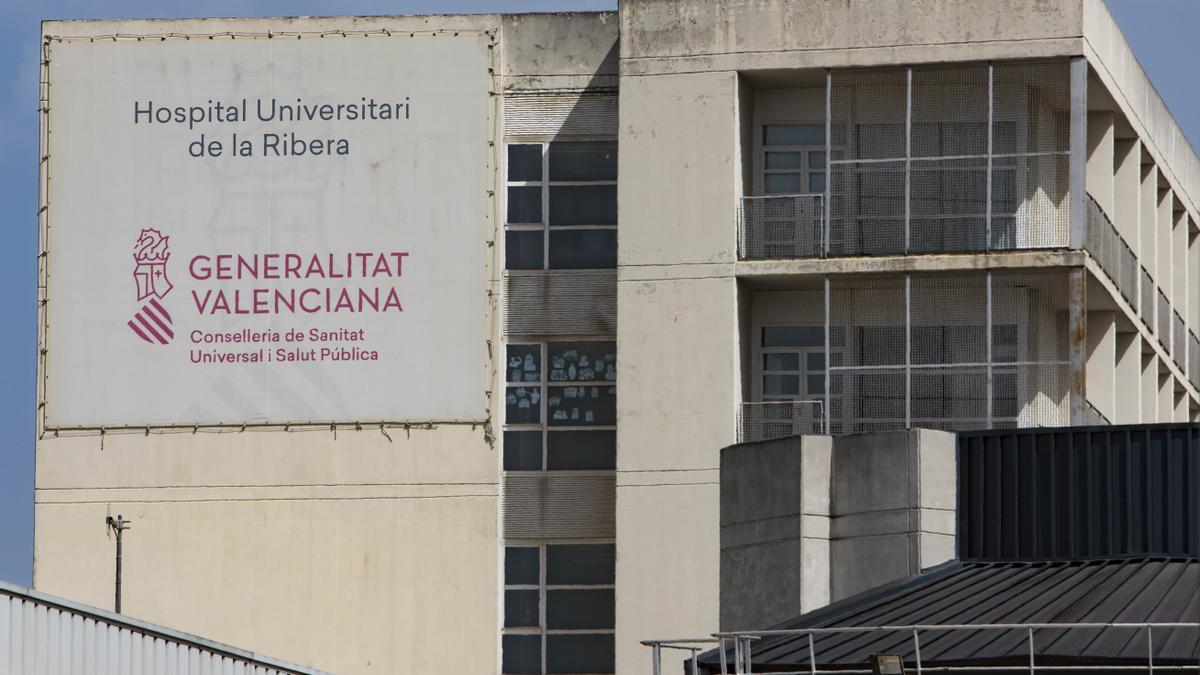 Hospital Universitari
de la Ribera
GENERALITAT
VALENCIANA
Conselleria de Sanitat
Universal i Salut Pública